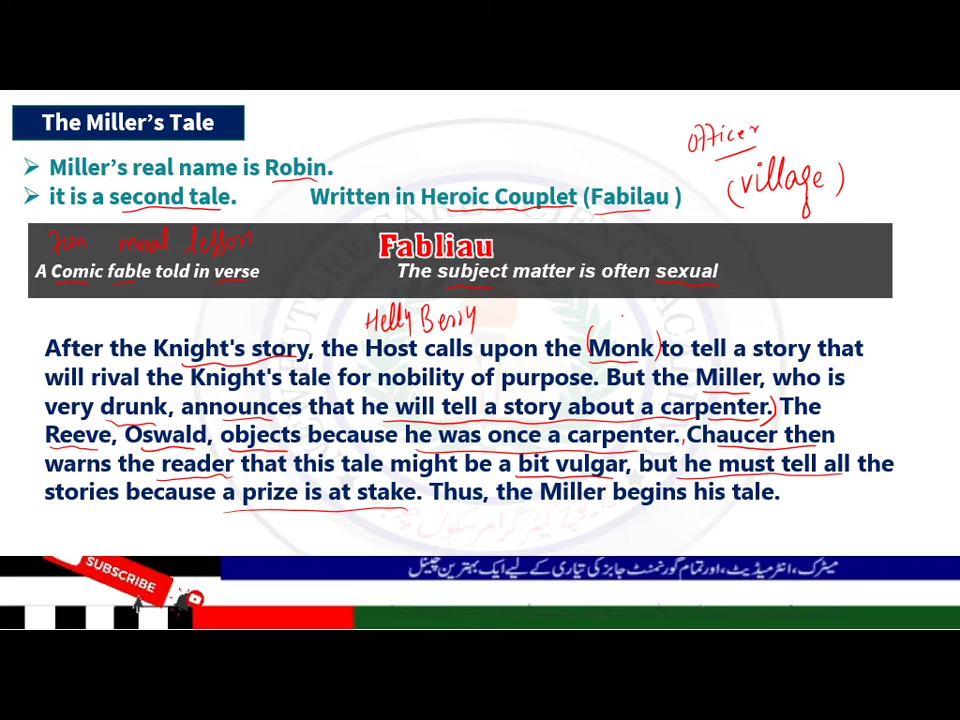 The Miller's Tale
officer
➢ Miller's real name is Robin.
(village)
➢ it is a second tale. Written in Heroic Couplet (Fabilau )
Fun moral lesson Fabliau
A Comic fable told in verse The subject matter is often sexual
Helly Berry
After the Knight's story, the Host calls upon the (Monk) to tell a story that
will rival the Knight's tale for nobility of purpose. But the Miller, who is
very drunk, announces that he will tell a story about a carpenter. The
Reeve, Oswald, objects because he was once a carpenter. Chaucer then
warns the reader that this tale might be a bit vulgar, but he must tell all the
stories because a prize is at stake. Thus, the Miller begins his tale.
میٹرک، انٹرمیڈیٹ، اور تمام گورنمنٹ جابز کی تیاری کے لیے ایک بہترین چینل
SUBSCRIBE